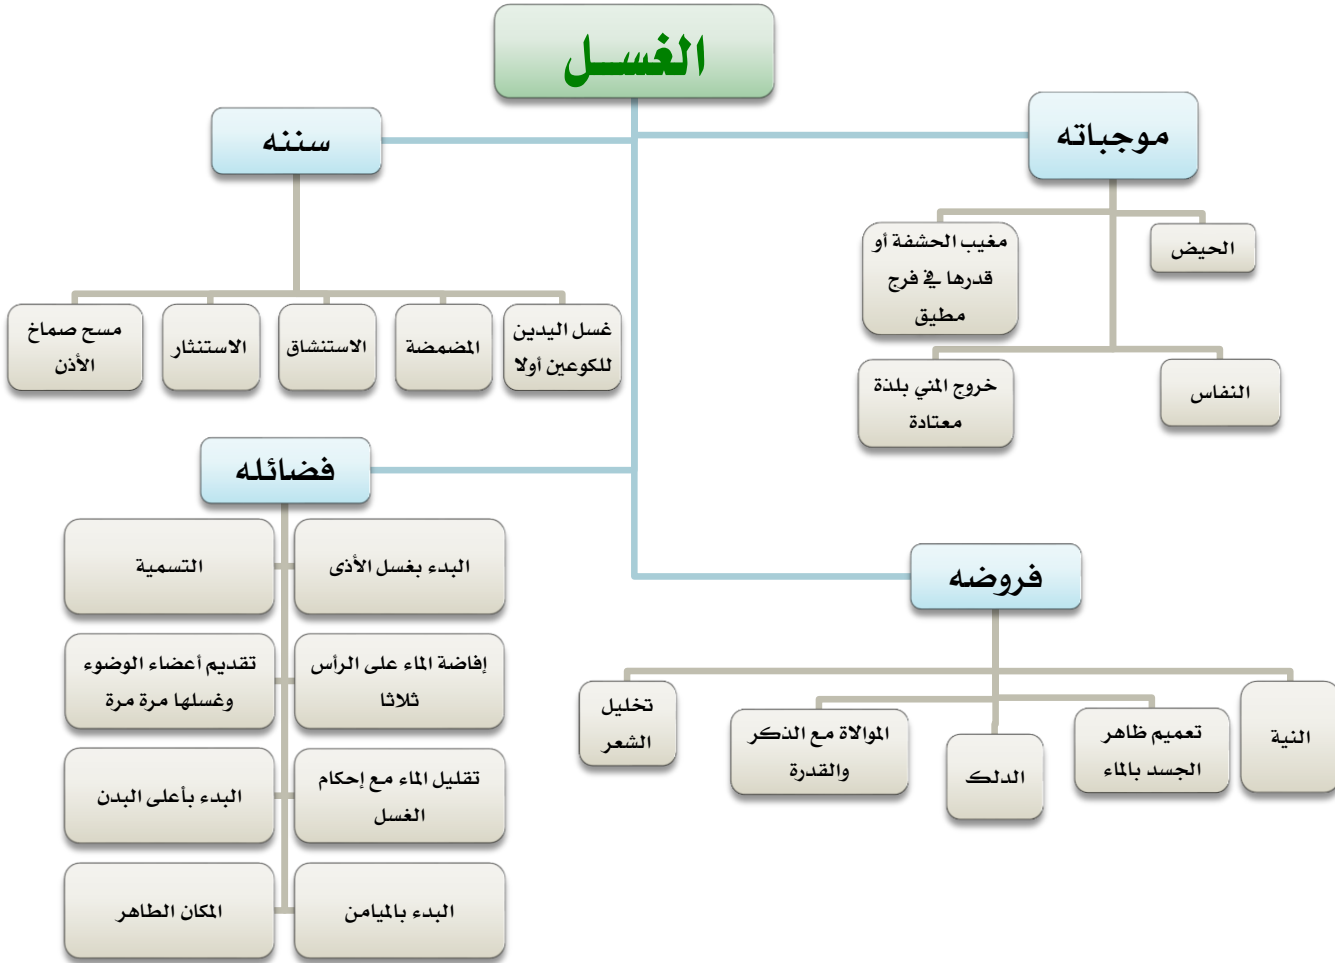 الغسل
موجباته
الحيض
مغيب الحشفة أو
قدرها في فرج
مطيق
النفاس
خروج المني بلذة
معتادة
سننه
غسل اليدين
للكوعين أولا
المضمضة
الاستنشاق
الاستنثار
مسح صماخ
الأذن
فروضه
النية
تعميم ظاهر
الجسد بالماء
الدلك
الموالاة مع الذكر
والقدرة
تخليل
الشعر
فضائله
البدء بغسل الأذى
التسمية
إفاضة الماء على الرأس
ثلاثا
تقديم أعضاء الوضوء
وغسلها مرة مرة
تقليل الماء مع إحكام
الغسل
البدء بأعلى البدن
البدء بالميامن
المكان الطاهر